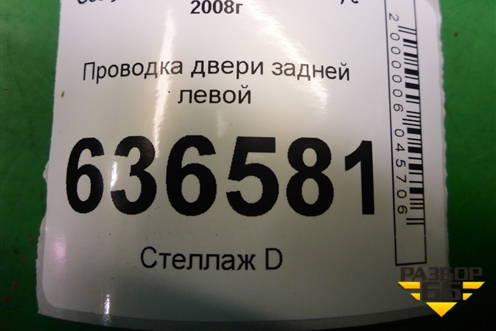 2008г
Проводка двери задней
левой
636581
Стеллаж D
2000006045706
РАЗБОР
66